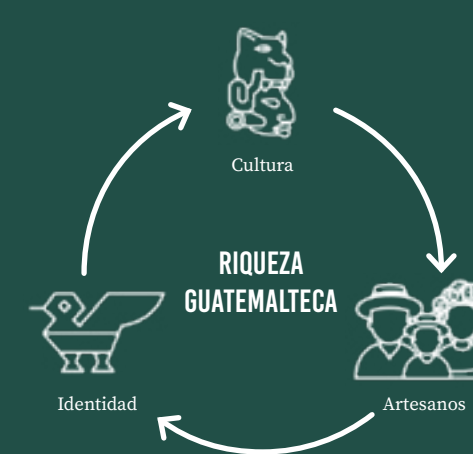 Cultura
RIQUEZA
GUATEMALTECA
Identidad
Artesanos